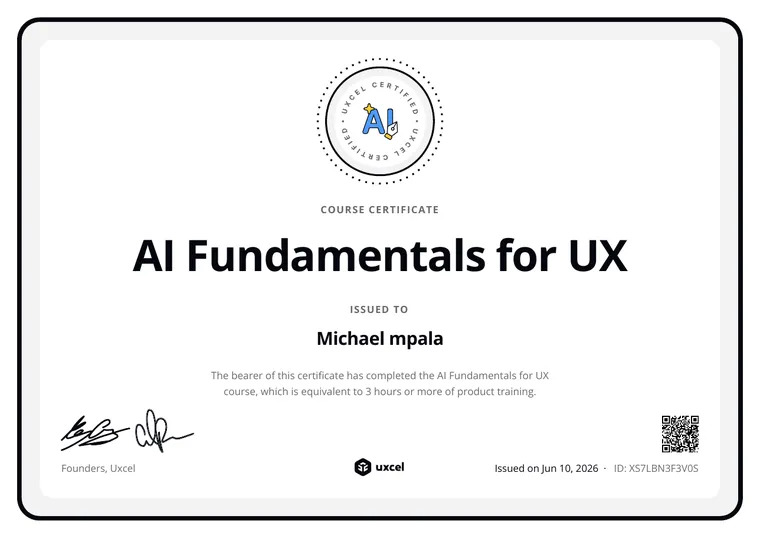 UXCEL CERTIFIED • UXCEL CERTIFIED •
AI
COURSE CERTIFICATE
AI Fundamentals for UX
ISSUED TO
Michael mpala
The bearer of this certificate has completed the AI Fundamentals for UX
course, which is equivalent to 3 hours or more of product training.
Founders, Uxcel
uxcel
Issued on Jun 10, 2026 · ID: XS7LBN3F3V0S